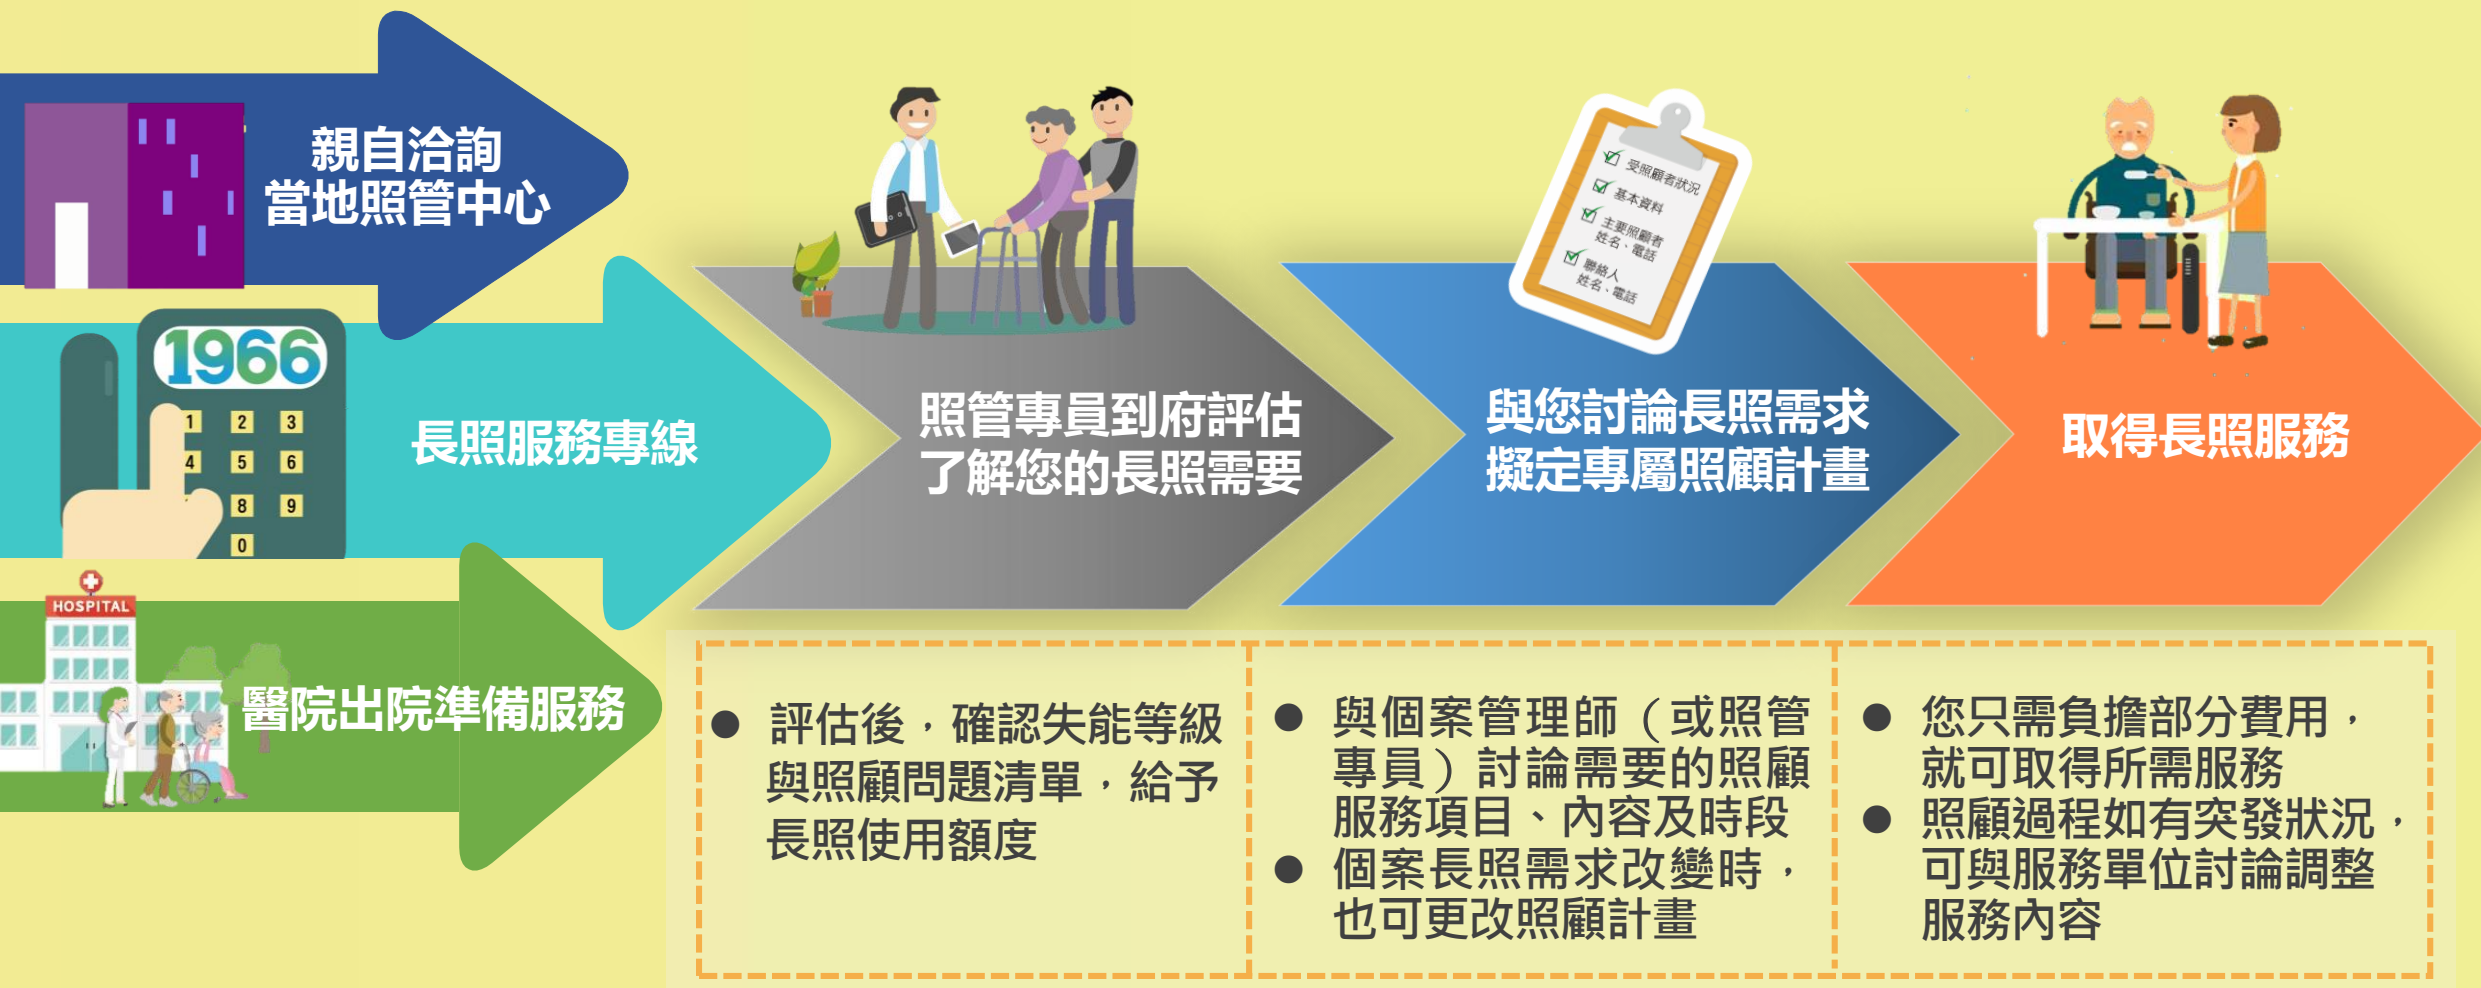 親自洽詢
當地照管中心
1966
1 2 3
4 5 6
8 9
0
長照服務專線
HOSPITAL
醫院出院準備服務
照管專員到府評估
了解您的長照需要
受照顧者狀況
基本資料
主要照顧者
姓名、電話
聯絡人
姓名、電話
與您討論長照需求
擬定專屬照顧計畫
取得長照服務
● 評估後，確認失能等級
與照顧問題清單，給予
長照使用額度
● 與個案管理師（或照管
專員）討論需要的照顧
服務項目、內容及時段
● 個案長照需求改變時，
也可更改照顧計畫
● 您只需負擔部分費用，
就可取得所需服務
● 照顧過程如有突發狀況，
可與服務單位討論調整
服務內容